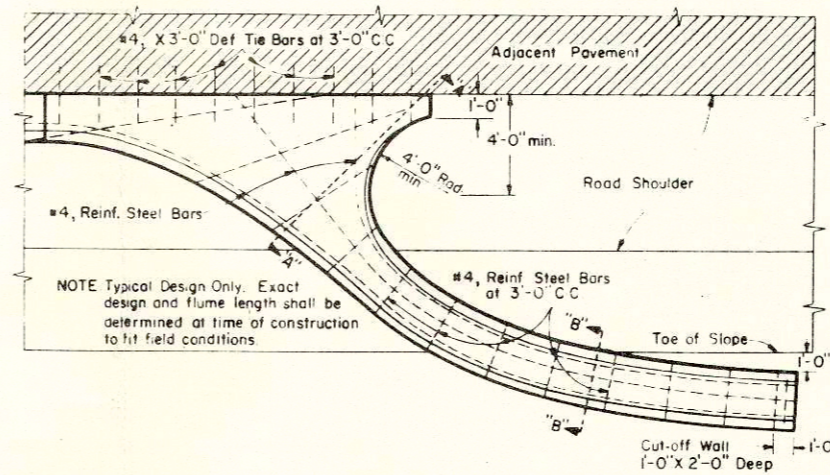 #4, X 3'-0" Def Tie Bars at 3'-0" C.C
Adjacent Pavement
1'-0"
4'-0" min.
4'-0" Rad.
min
Road Shoulder
#4, Reinf. Steel Bars
"A"
NOTE: Typical Design Only. Exact
design and flume length shall be
determined at time of construction
to fit field conditions.
#4, Reinf Steel Bars
at 3'-0" C C
"B"
Toe of Slope
1'-0"
"B"
Cut-off Wall
1'-0" X 2'-0" Deep
1'-0